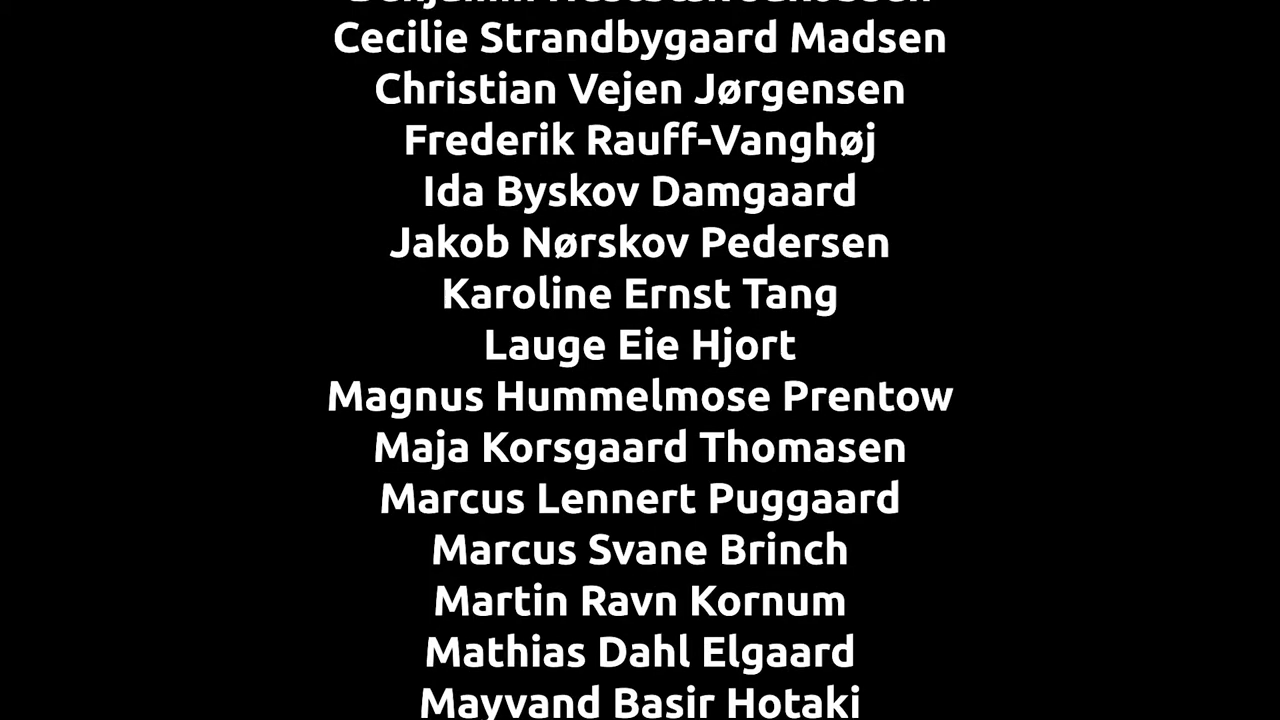 Cecilie Strandbygaard Madsen
Christian Vejen Jørgensen
Frederik Rauff-Vanghøj
Ida Byskov Damgaard
Jakob Nørskov Pedersen
Karoline Ernst Tang
Lauge Eie Hjort
Magnus Hummelmose Prentow
Maja Korsgaard Thomasen
Marcus Lennert Puggaard
Marcus Svane Brinch
Martin Ravn Kornum
Mathias Dahl Elgaard
Mayvand Basir Hotaki